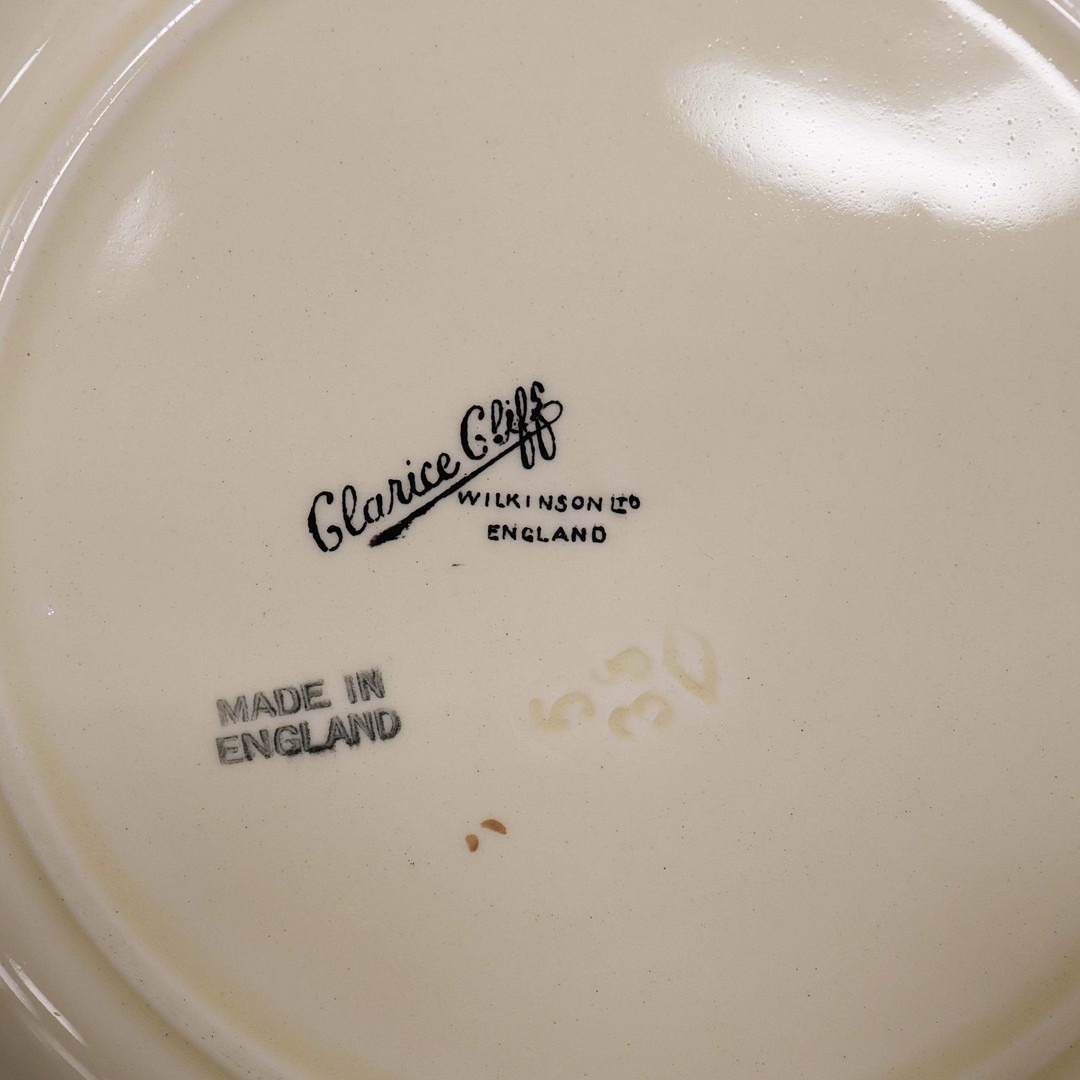 Clarice Cliff
WILKINSON LTD
ENGLAND
MADE IN
ENGLAND